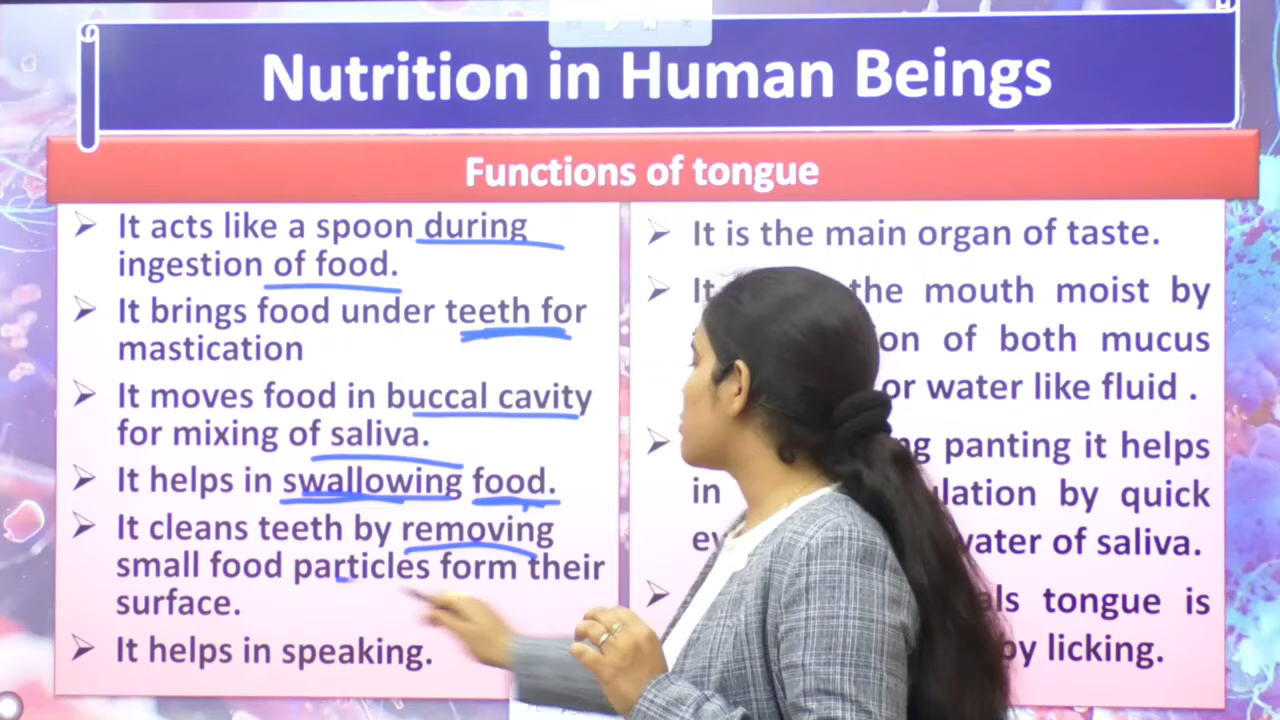 Nutrition in Human Beings
Functions of tongue
It acts like a spoon during
ingestion of food.
It brings food under teeth for
mastication
It moves food in buccal cavity
for mixing of saliva.
It helps in swallowing food.
It cleans teeth by removing
small food particles form their
surface.
It helps in speaking.
It is the main organ of taste.
It the mouth moist by
of both mucus
or water like fluid .
panting it helps
in by quick
water of saliva.
tongue is
by licking.